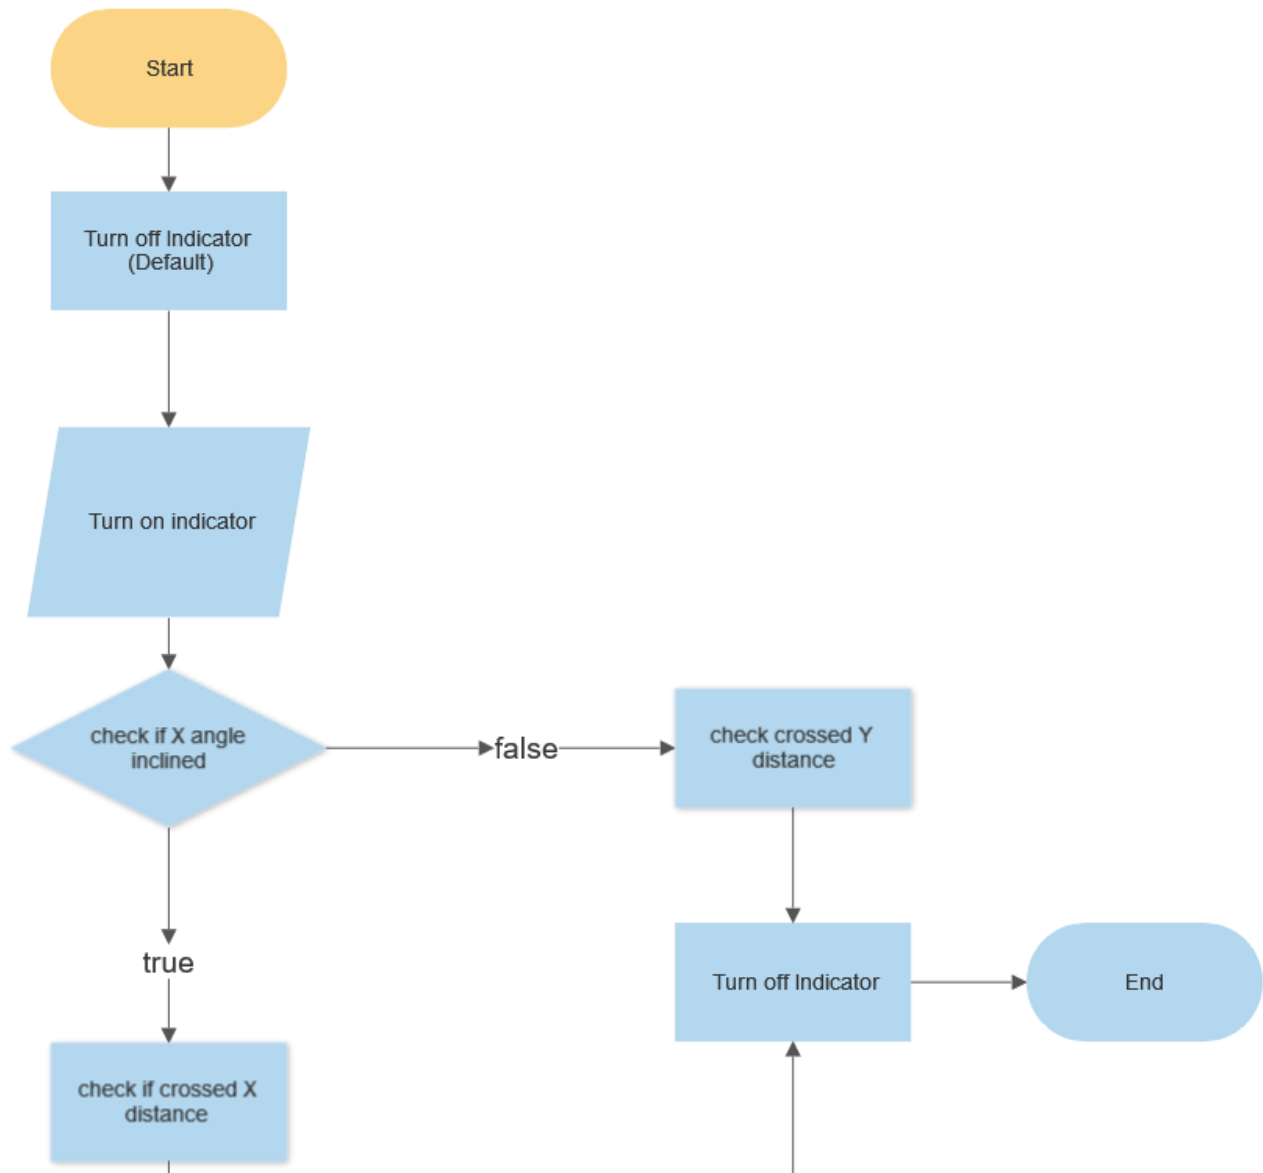 Start
Turn off Indicator
(Default)
Turn on indicator
check if X angle
inclined
false
check crossed Y
distance
true
Turn off Indicator
End
check if crossed X
distance